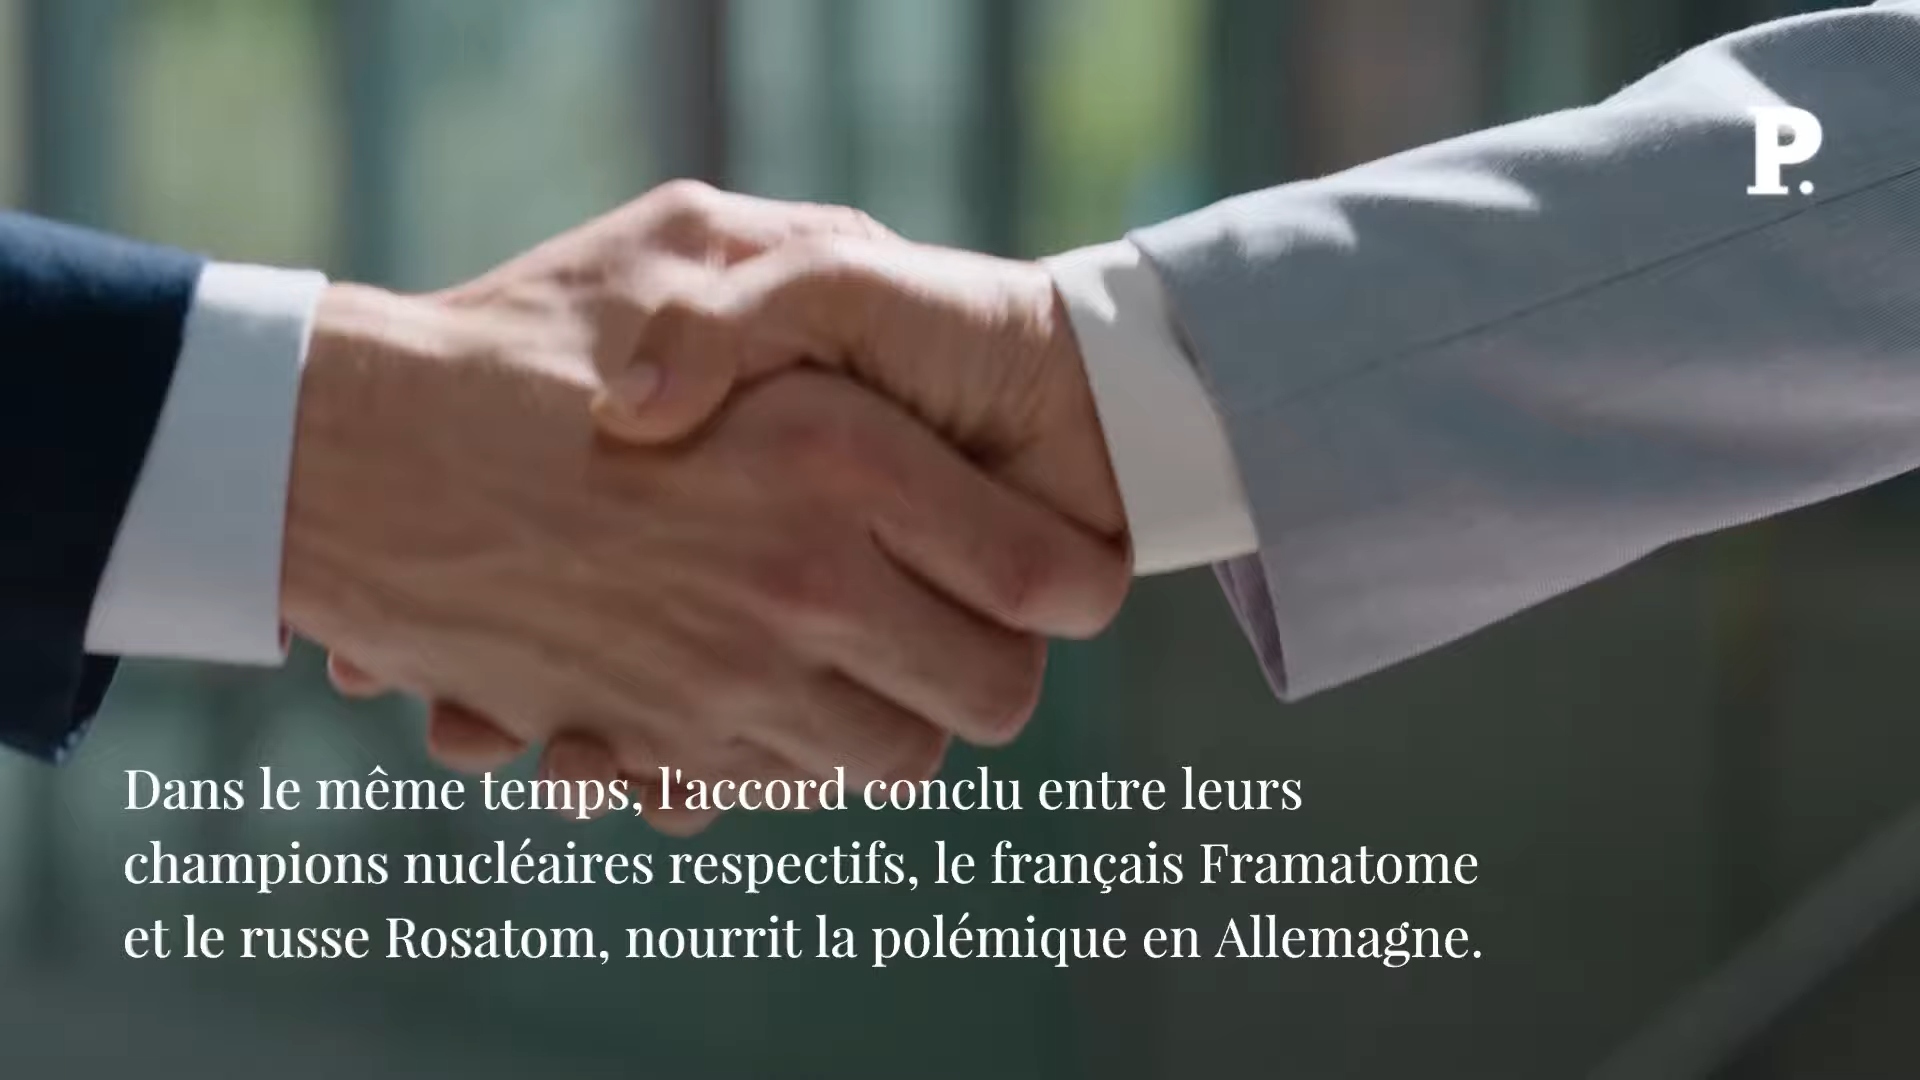 P.
Dans le même temps, l'accord conclu entre leurs
champions nucléaires respectifs, le français Framatome
et le russe Rosatom, nourrit la polémique en Allemagne.